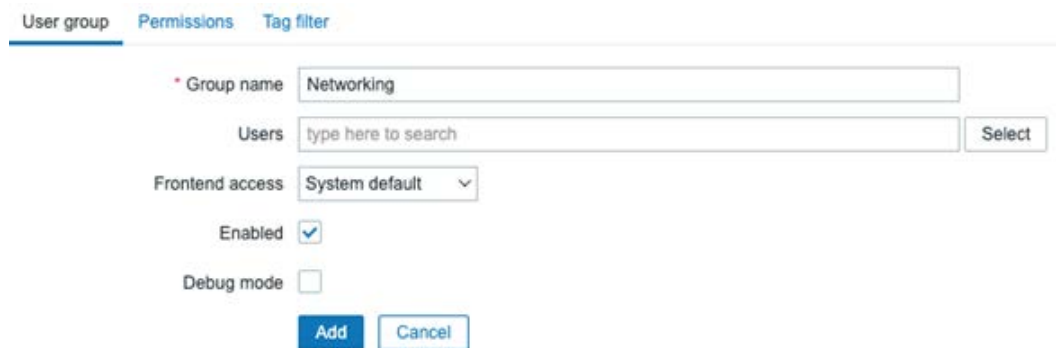 User group Permissions Tag filter
* Group name Networking
Users type here to search Select
Frontend access System default
Enabled
Debug mode
Add Cancel